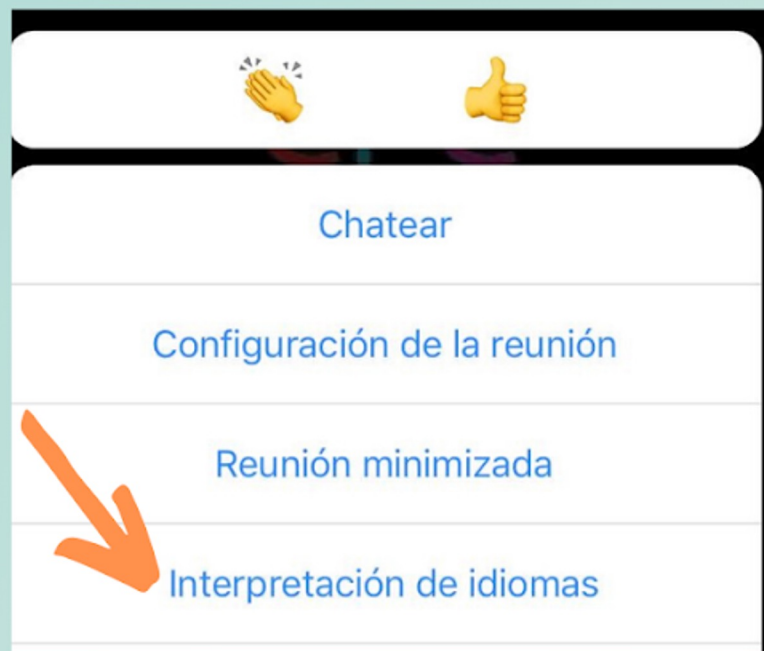 Chatear
Configuración de la reunión
Reunión minimizada
Interpretación de idiomas